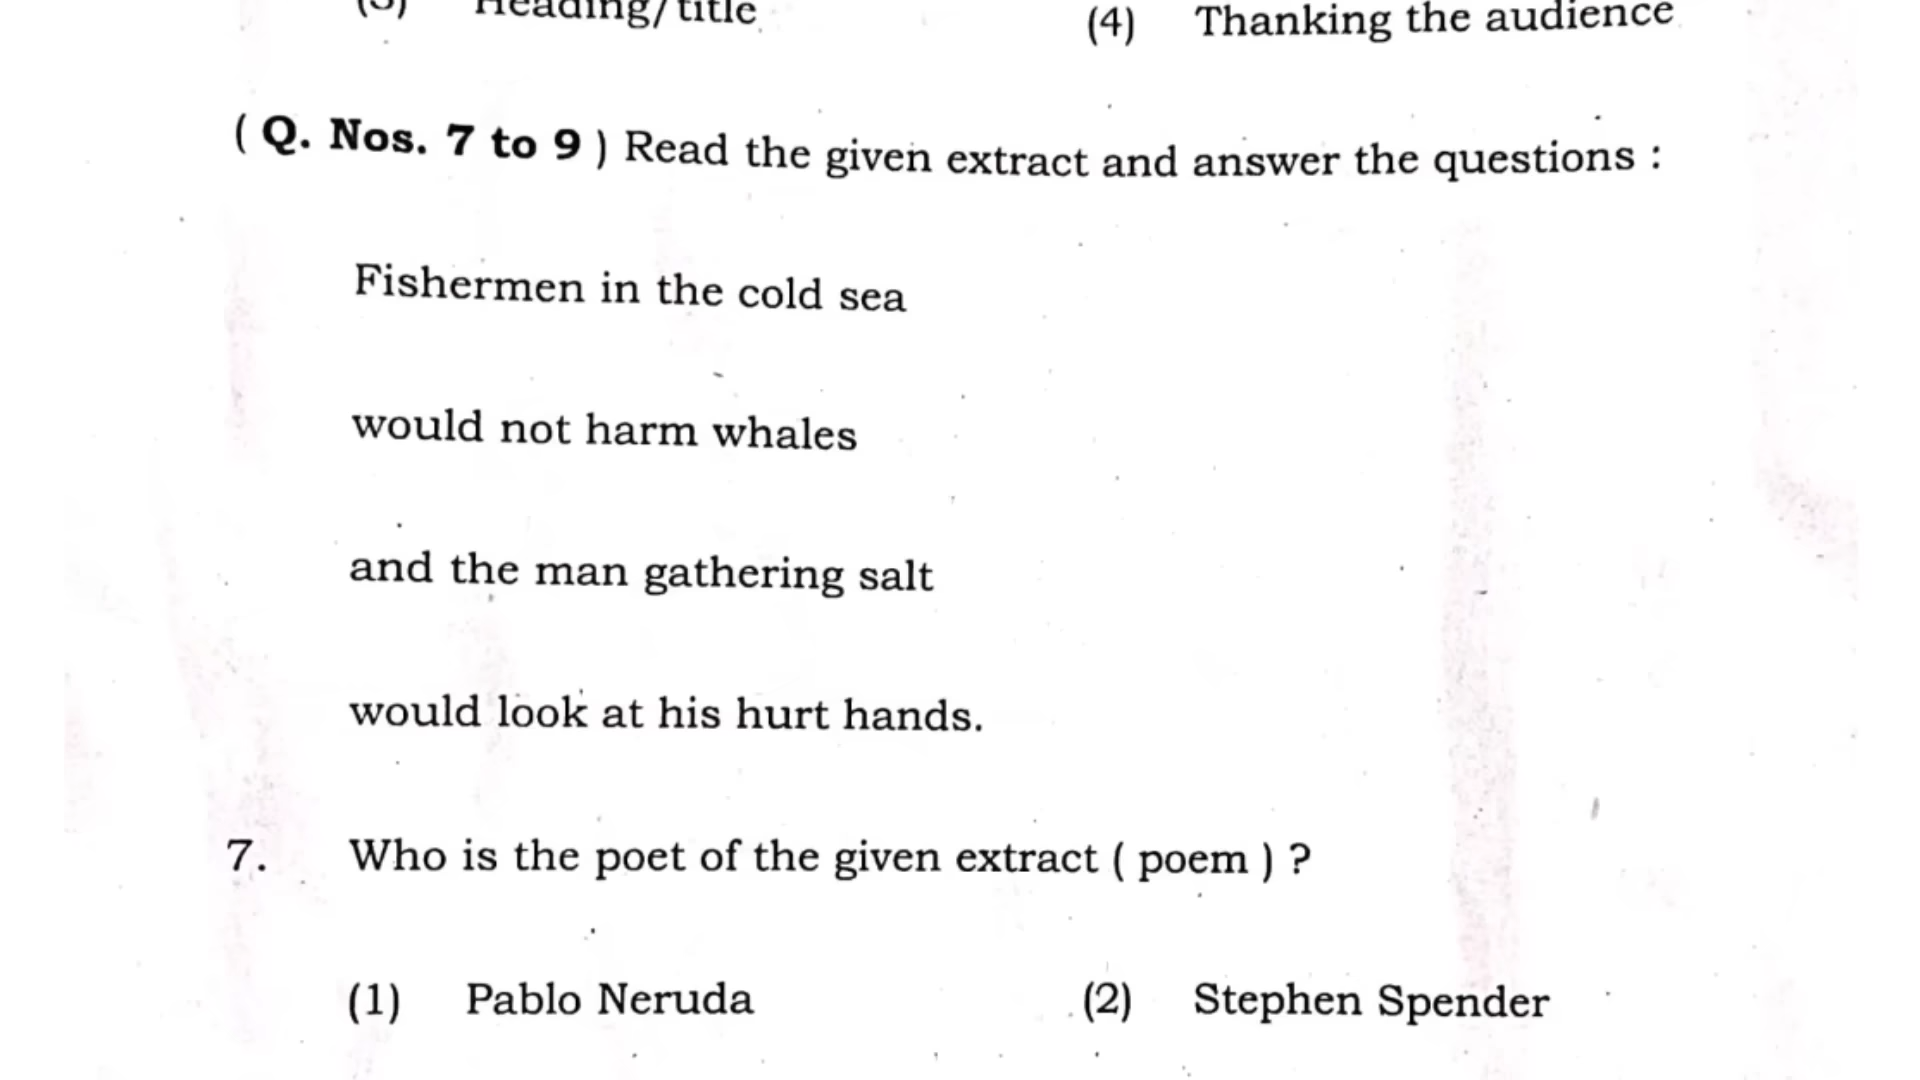 (3) Heading/title (4) Thanking the audience
( Q. Nos. 7 to 9 ) Read the given extract and answer the questions :
Fishermen in the cold sea
would not harm whales
and the man gathering salt
would look at his hurt hands.
7. Who is the poet of the given extract ( poem ) ?
(1) Pablo Neruda (2) Stephen Spender